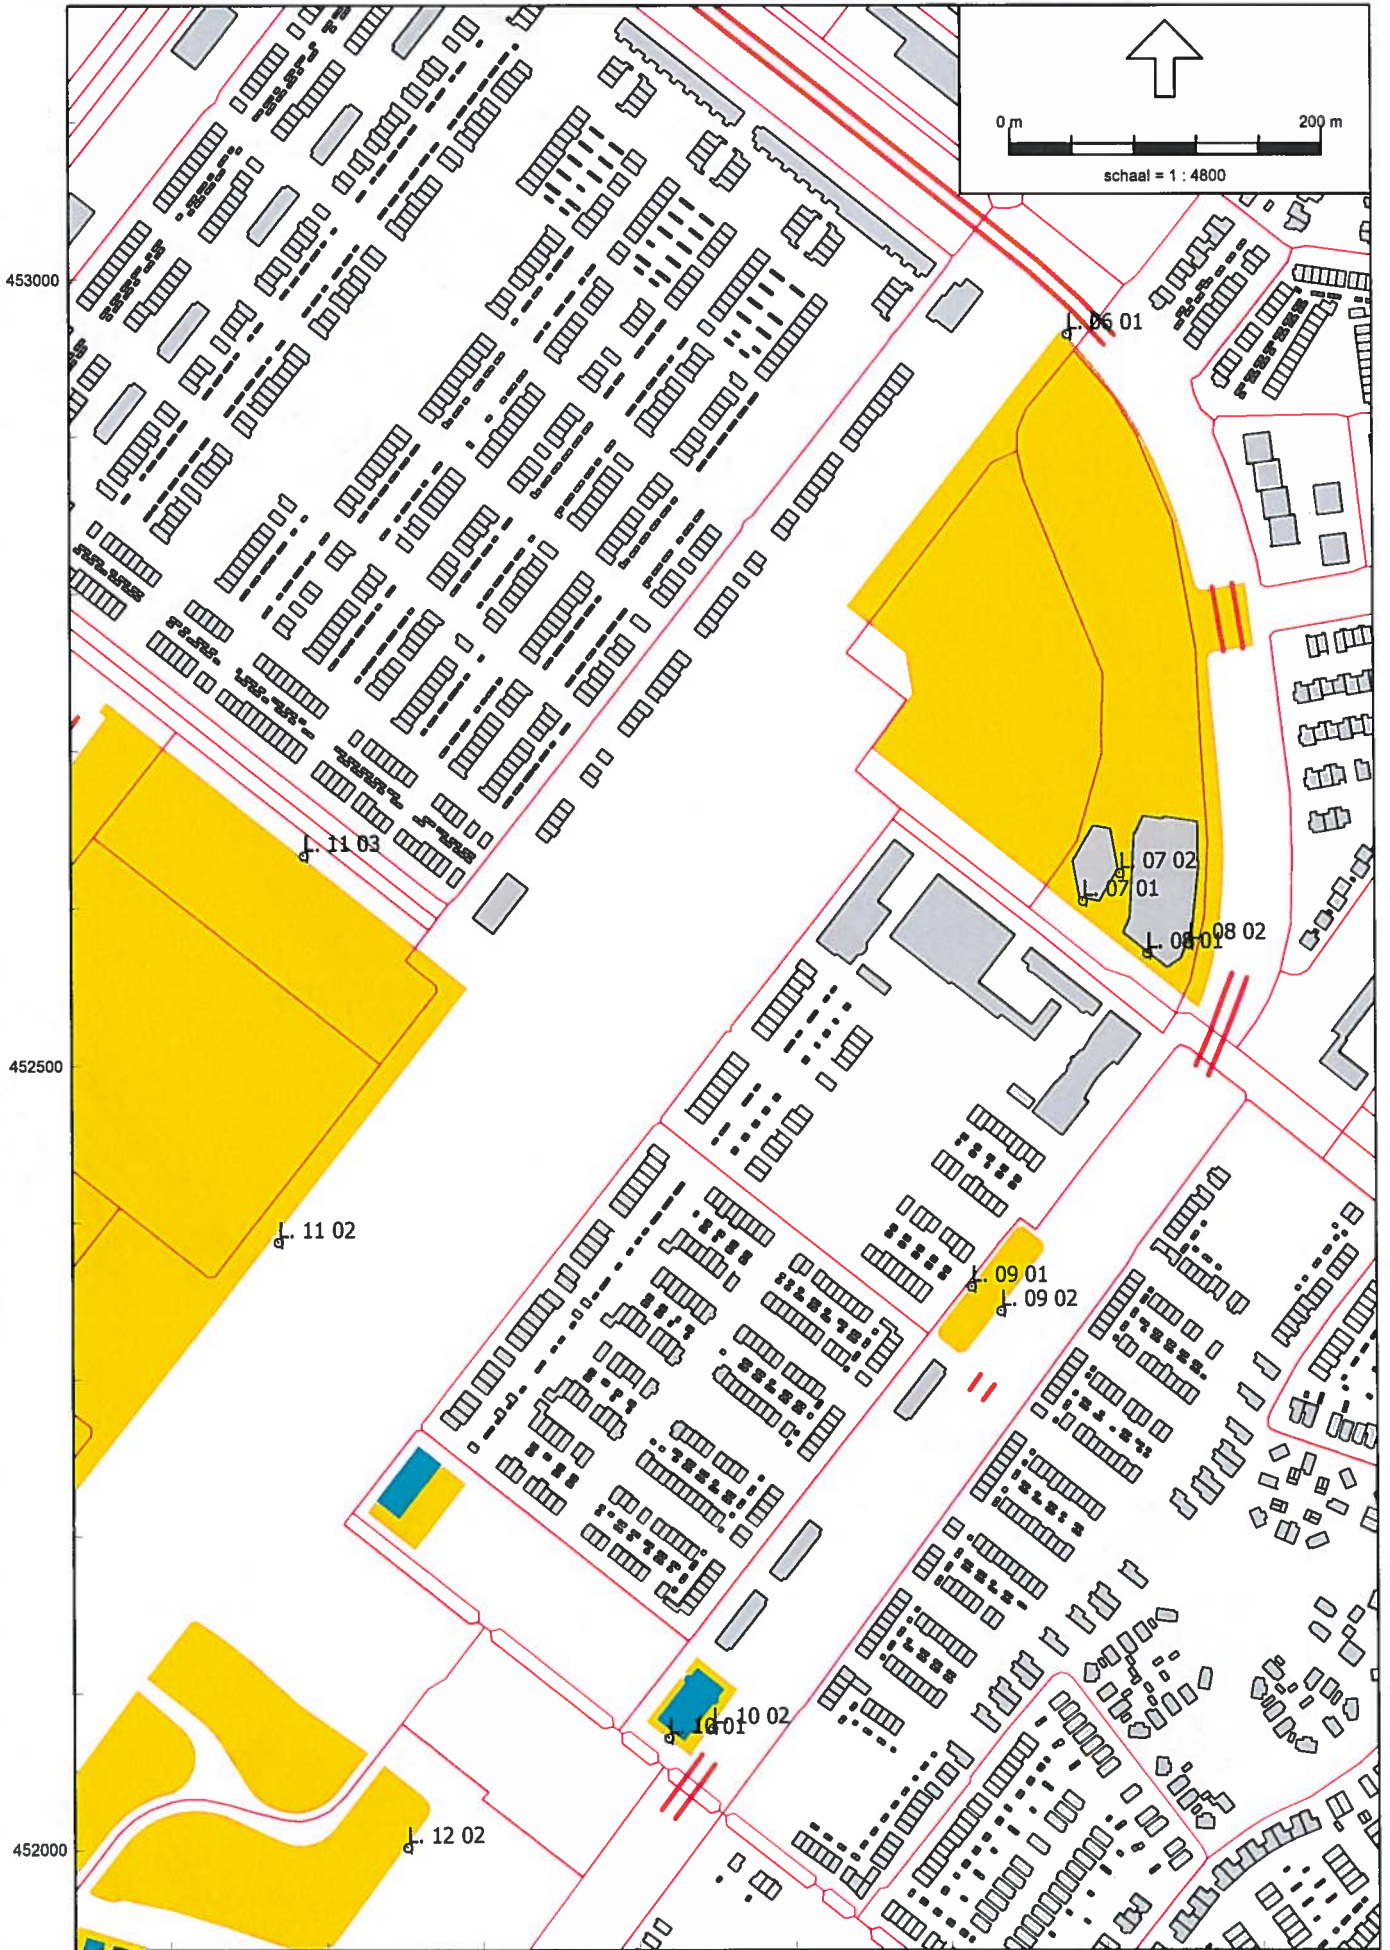 0 m 200 m
schaal = 1 : 4800
453000
L. 06 01
L. 11 03
L. 07 02
L. 07 01
L. 08 02
L. 08 01
452500
L. 11 02
L. 09 01
L. 09 02
L. 10 02
L. 10 01
L. 12 02
452000